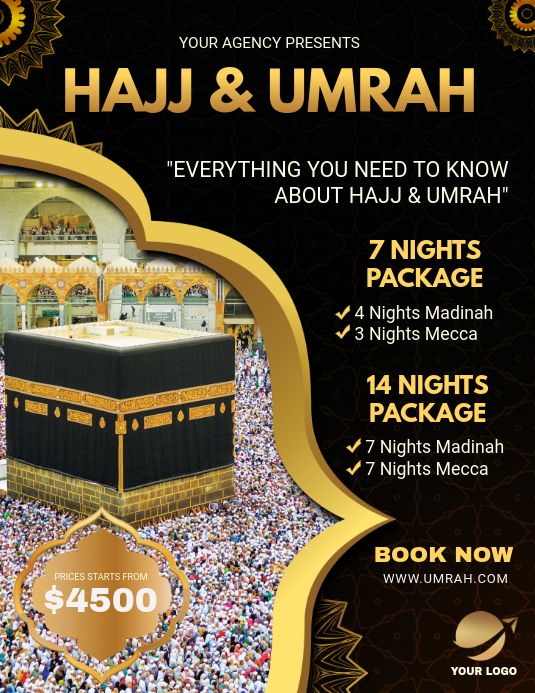 YOUR AGENCY PRESENTS
HAJJ & UMRAH
"EVERYTHING YOU NEED TO KNOW
ABOUT HAJJ & UMRAH"
7 NIGHTS
PACKAGE
4 Nights Madinah
3 Nights Mecca
14 NIGHTS
PACKAGE
7 Nights Madinah
7 Nights Mecca
BOOK NOW
WWW.UMRAH.COM
PRICES STARTS FROM
$4500
YOUR LOGO